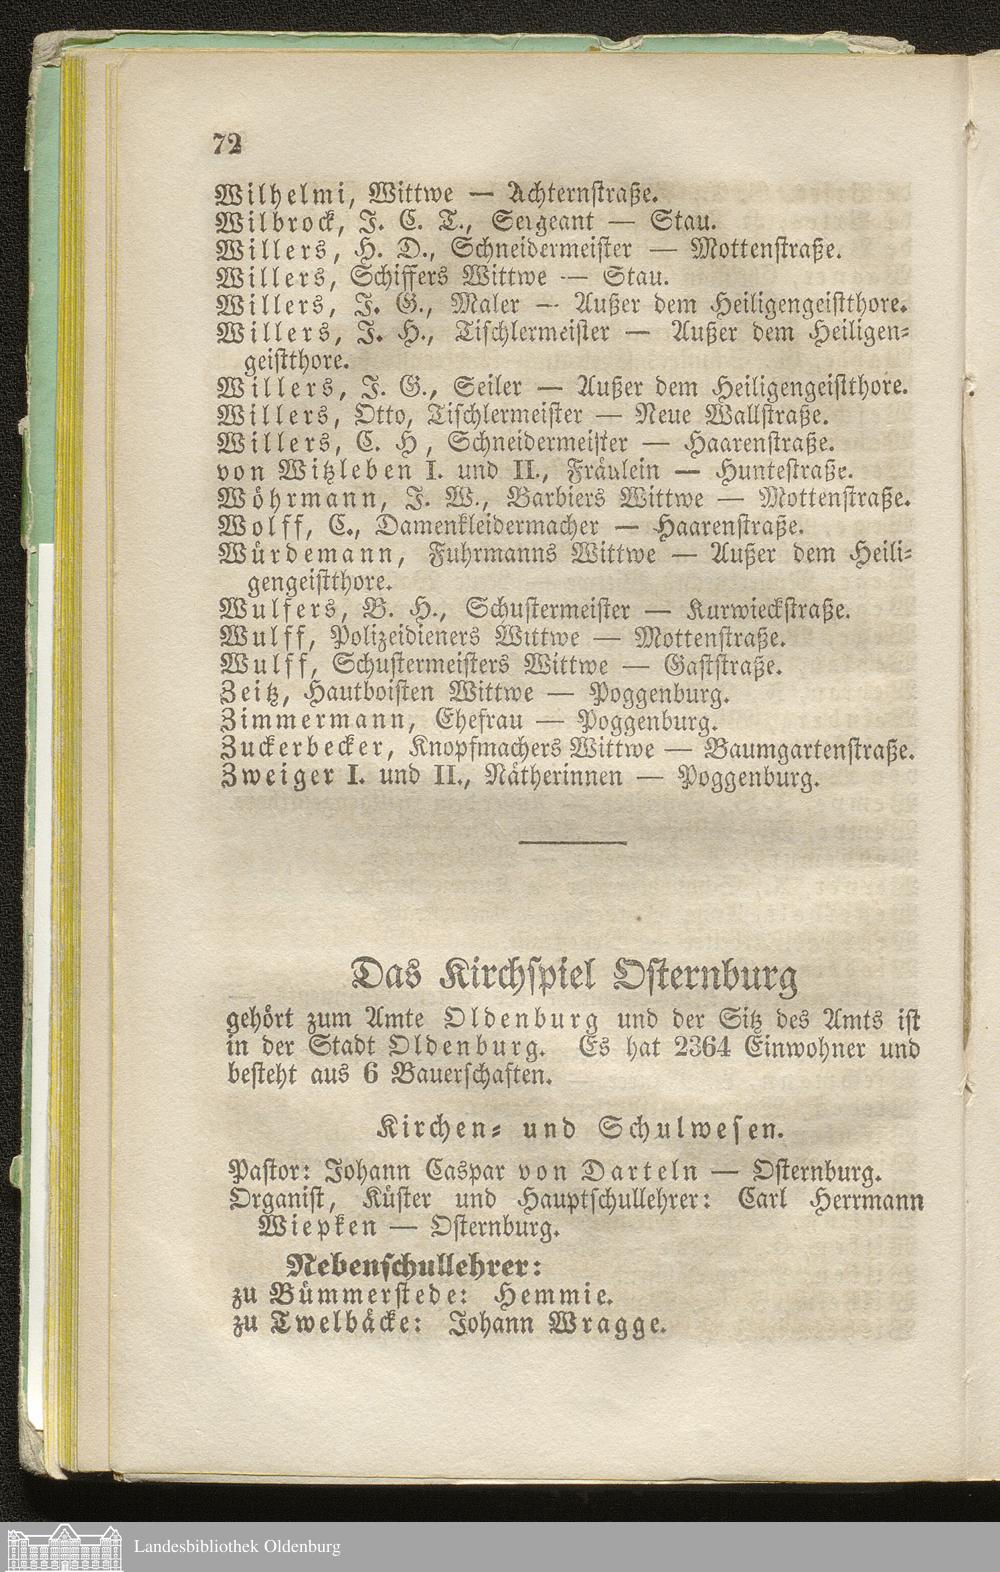 72
Wilhelmi, Wittwe — Achternstraße.
Wilbrock, J. C. T., Sergeant — Stau.
Willers, H. D., Schneidermeister — Mottenstraße.
Willers, Schiffers Wittwe — Stau.
Willers, J. G., Maler — Außer dem Heiligengeistthore.
Willers, J. H., Tischlermeister — Außer dem Heiligen-
geistthore.
Willers, J. G., Seiler — Außer dem Heiligengeistthore.
Willers, Otto, Tischlermeister — Neue Wallstraße.
Willers, C. H., Schneidermeister — Haarenstraße.
von Witzleben I. und II., Fräulein — Huntestraße.
Wöhrmann, J. W., Barbiers Wittwe — Mottenstraße.
Wolff, C., Damenkleidermacher — Haarenstraße.
Würdemann, Fuhrmanns Wittwe — Außer dem Heili-
gengeistthore.
Wulfers, B. H., Schustermeister — Kurwieckstraße.
Wulff, Polizeidieners Wittwe — Mottenstraße.
Wulff, Schustermeisters Wittwe — Gaststraße.
Zeitz, Hautboisten Wittwe — Poggenburg.
Zimmermann, Ehefrau — Poggenburg.
Zuckerbecker, Knopfmachers Wittwe — Baumgartenstraße.
Zweiger I. und II., Nätherinnen — Poggenburg.
Das Kirchspiel Osternburg
gehört zum Amte Oldenburg und der Sitz des Amts ist
in der Stadt Oldenburg. Es hat 2364 Einwohner und
besteht aus 6 Bauerschaften.
Kirchen- und Schulwesen.
Pastor: Johann Caspar von Darteln — Osternburg.
Organist, Küster und Hauptschullehrer: Carl Herrmann
Wiepken — Osternburg.
Nebenschullehrer:
zu Bümmerstede: Hemmie.
zu Twelbäcke: Johann Wragge.
Landesbibliothek Oldenburg